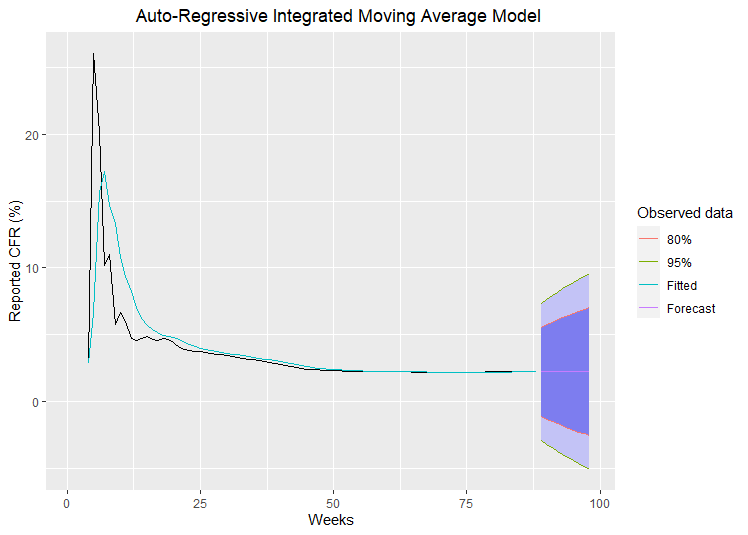 Auto-Regressive Integrated Moving Average Model
Reported CFR (%)
20
10
0
0 25 50 75 100
Weeks
Observed data
80%
95%
Fitted
Forecast